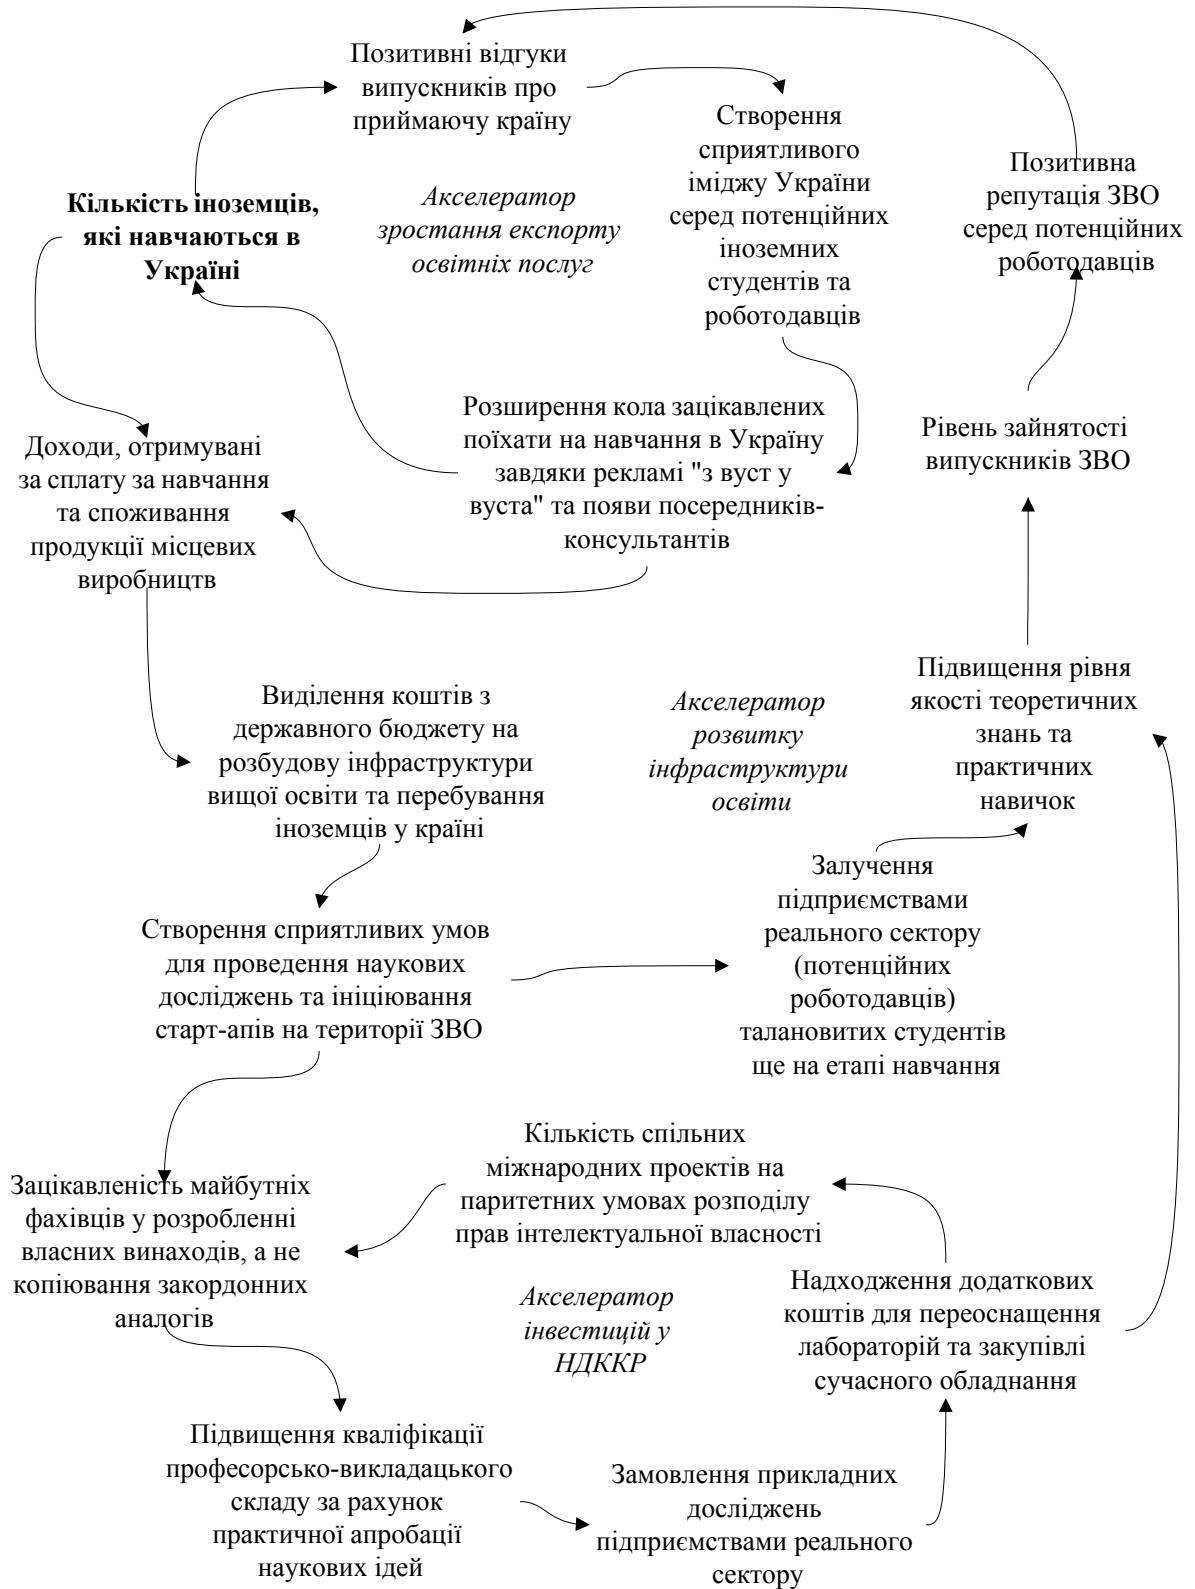 Позитивні відгуки
випускників про
приймаючу країну
Створення
сприятливого
іміджу України
серед потенційних
іноземних
студентів та
роботодавців
Позитивна
репутація ЗВО
серед потенційних
роботодавців
Кількість іноземців,
які навчаються в
Україні
Акселератор
зростання експорту
освітніх послуг
Розширення кола зацікавлених
поїхати на навчання в Україну
завдяки рекламі "з вуст у
вуста" та появи посередників-
консультантів
Рівень зайнятості
випускників ЗВО
Доходи, отримувані
за сплату за навчання
та споживання
продукції місцевих
виробництв
Виділення коштів з
державного бюджету на
розбудову інфраструктури
вищої освіти та перебування
іноземців у країні
Акселератор
розвитку
інфраструктури
освіти
Підвищення рівня
якості теоретичних
знань та
практичних
навичок
Створення сприятливих умов
для проведення наукових
досліджень та ініціювання
старт-апів на території ЗВО
Залучення
підприємствами
реального сектору
(потенційних
роботодавців)
талановитих студентів
ще на етапі навчання
Кількість спільних
міжнародних проектів на
паритетних умовах розподілу
прав інтелектуальної власності
Зацікавленість майбутніх
фахівців у розробленні
власних винаходів, а не
копіювання закордонних
аналогів
Акселератор
інвестицій у
НДККР
Надходження додаткових
коштів для переоснащення
лабораторій та закупівлі
сучасного обладнання
Підвищення кваліфікації
професорсько-викладацького
складу за рахунок
практичної апробації
наукових ідей
Замовлення прикладних
досліджень
підприємствами реального
сектору